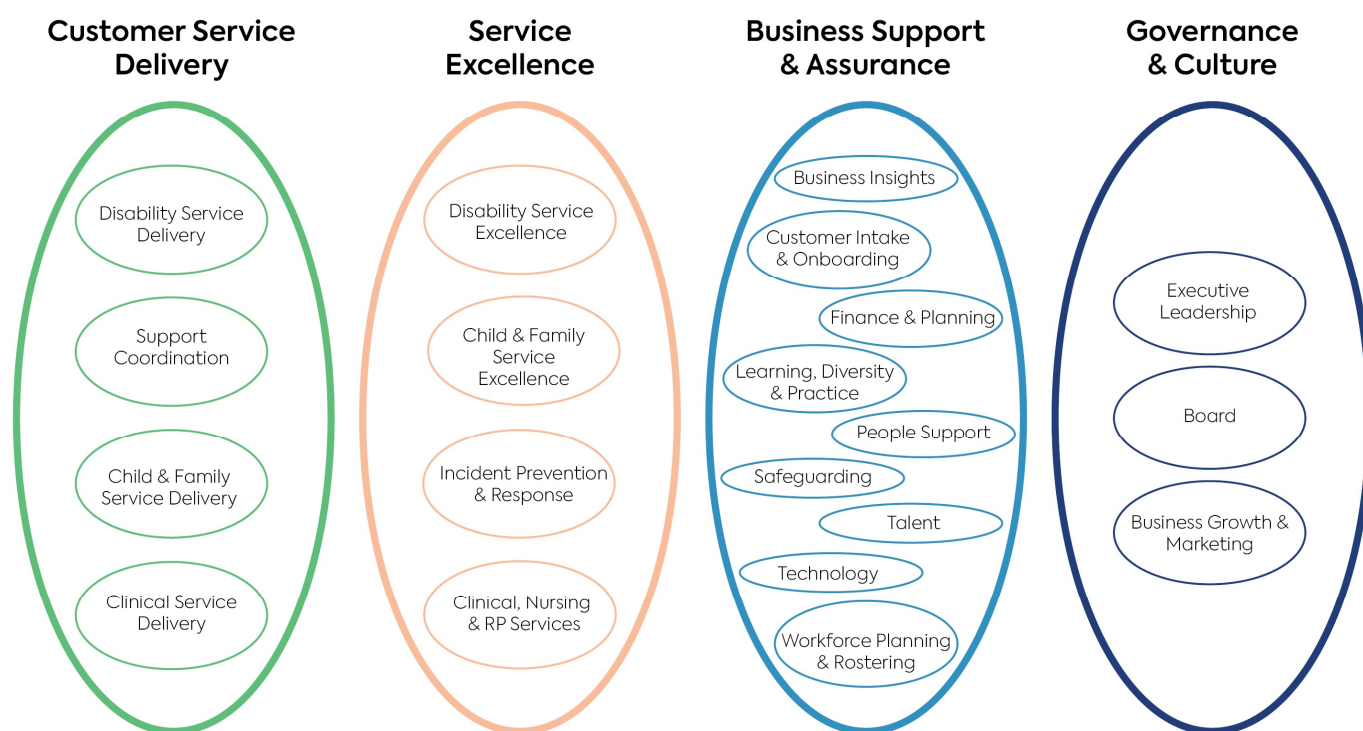 Customer Service
Delivery
Disability Service
Delivery
Support
Coordination
Child & Family
Service Delivery
Clinical Service
Delivery
Service
Excellence
Disability Service
Excellence
Child & Family
Service
Excellence
Incident Prevention
& Response
Clinical, Nursing
& RP Services
Business Support
& Assurance
Business Insights
Customer Intake
& Onboarding
Finance & Planning
Learning, Diversity
& Practice
People Support
Safeguarding
Talent
Technology
Workforce Planning
& Rostering
Governance
& Culture
Executive
Leadership
Board
Business Growth &
Marketing